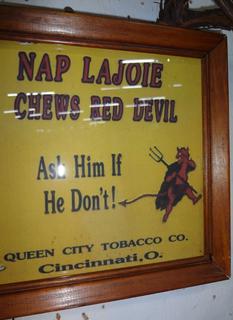 NAP LAJOIE
CHEWS RED DEVIL
Ask Him If
He Don't!
QUEEN CITY TOBACCO CO.
Cincinnati, O.